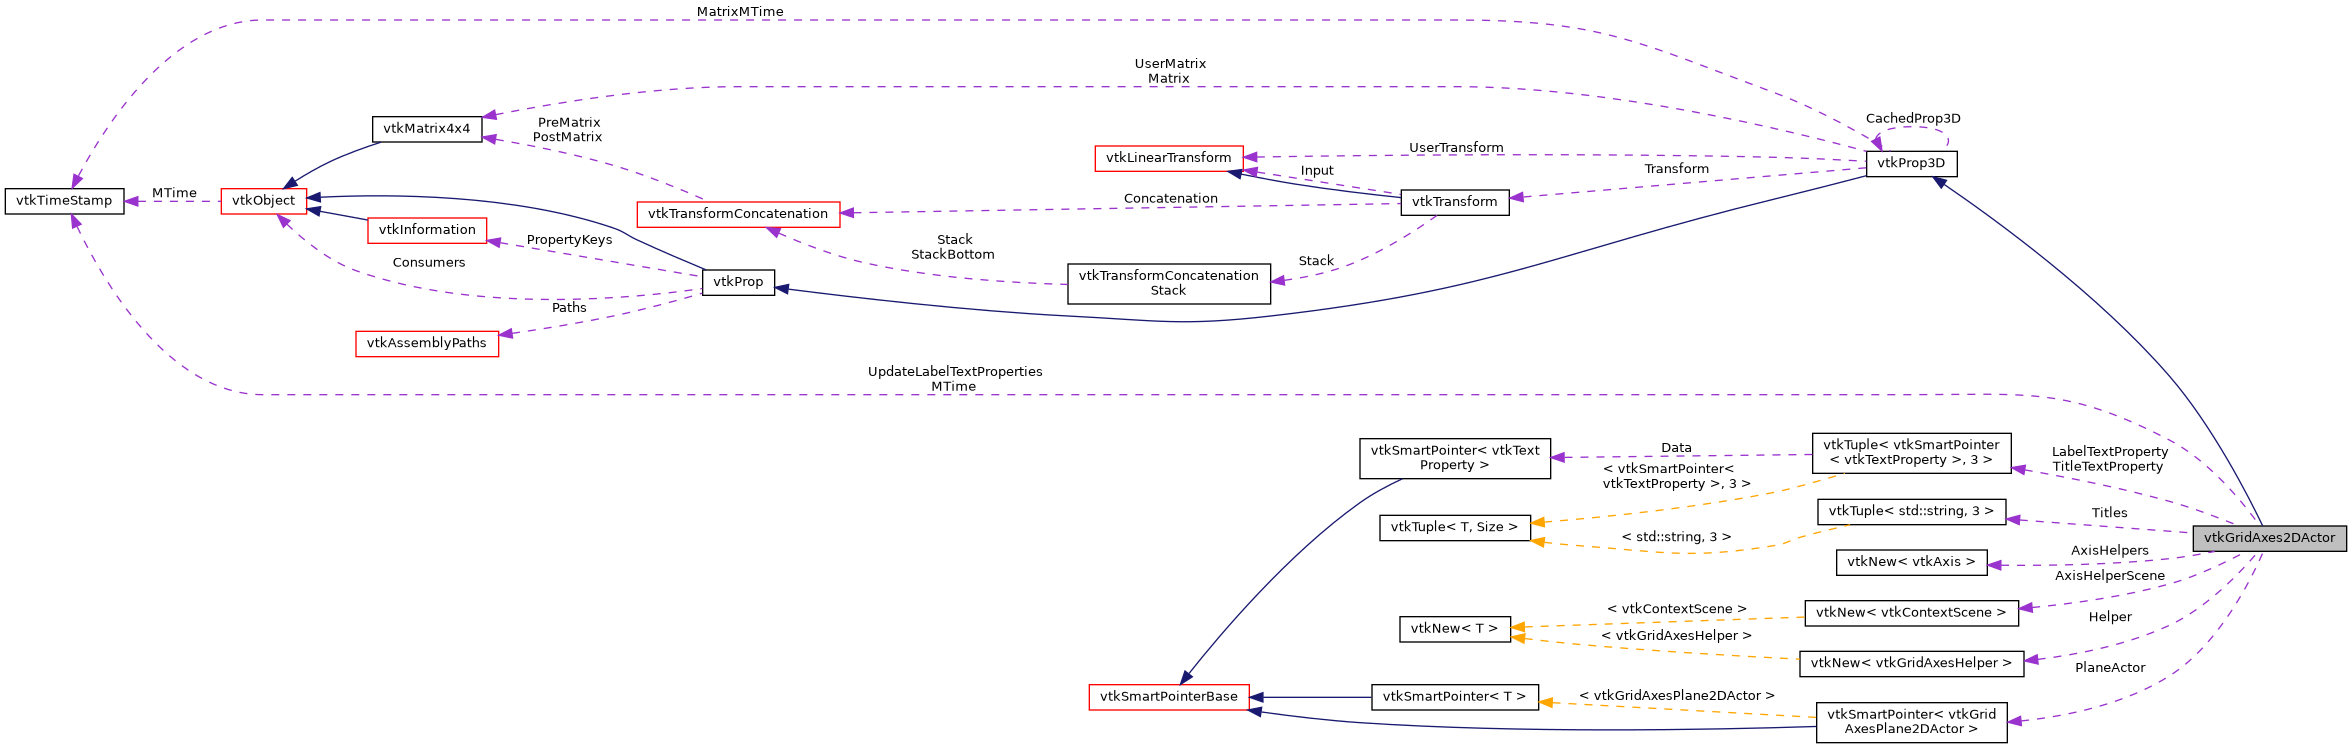 MatrixMTime
UserMatrix
Matrix
CachedProp3D
vtkMatrix4x4
PreMatrix
PostMatrix
UserTransform
vtkLinearTransform
vtkProp3D
Input
Transform
MTime
vtkTimeStamp
vtkObject
Concatenation
vtkTransform
vtkTransformConcatenation
vtkInformation
PropertyKeys
Stack
StackBottom
Consumers
Stack
vtkTransformConcatenation
Stack
vtkProp
Paths
vtkAssemblyPaths
UpdateLabelTextProperties
MTime
vtkSmartPointer< vtkText
Property >
Data
vtkTuple< vtkSmartPointer
< vtkTextProperty >, 3 >
LabelTextProperty
TitleTextProperty
< vtkSmartPointer<
vtkTextProperty >, 3 >
vtkTuple< T, Size >
vtkTuple< std::string, 3 >
Titles
< std::string, 3 >
vtkGridAxes2DActor
vtkNew< vtkAxis >
AxisHelpers
AxisHelperScene
< vtkContextScene >
vtkNew< vtkContextScene >
Helper
vtkNew< T >
< vtkGridAxesHelper >
vtkNew< vtkGridAxesHelper >
PlaneActor
vtkSmartPointerBase
vtkSmartPointer< T >
< vtkGridAxesPlane2DActor >
vtkSmartPointer< vtkGrid
AxesPlane2DActor >